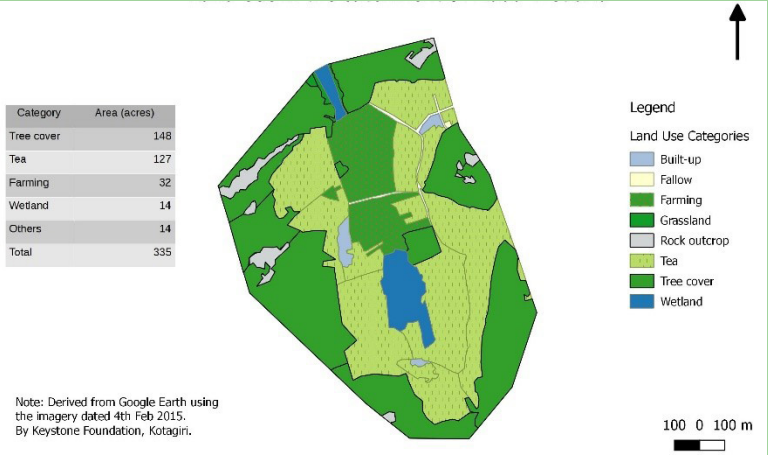 Category Area (acres)
Tree cover 148
Tea 127
Farming 32
Wetland 14
Others 14
Total 335
Legend
Land Use Categories
Built-up
Fallow
Farming
Grassland
Rock outcrop
Tea
Tree cover
Wetland
Note: Derived from Google Earth using
the imagery dated 4th Feb 2015.
By Keystone Foundation, Kotagiri.
100 0 100 m